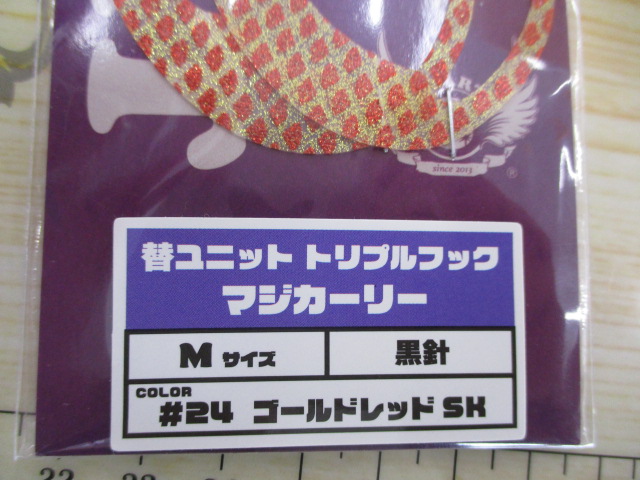 since 2013
®
替ユニット トリプルフック
マジカーリー
M サイズ
黒針
COLOR
#24 ゴールドレッド SK